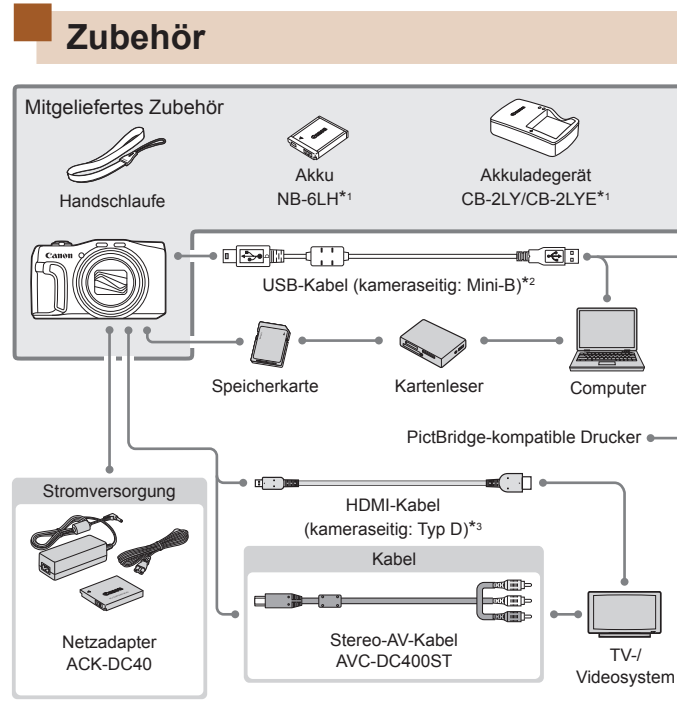 Zubehör
Mitgeliefertes Zubehör
Handschlaufe
Akku
NB-6LH*1
Akkuladegerät
CB-2LY/CB-2LYE*1
Canon
USB-Kabel (kameraseitig: Mini-B)*2
Speicherkarte
Kartenleser
Computer
PictBridge-kompatible Drucker
Stromversorgung
Netzadapter
ACK-DC40
HDMI-Kabel
(kameraseitig: Typ D)*3
Kabel
Stereo-AV-Kabel
AVC-DC400ST
TV-/
Videosystem